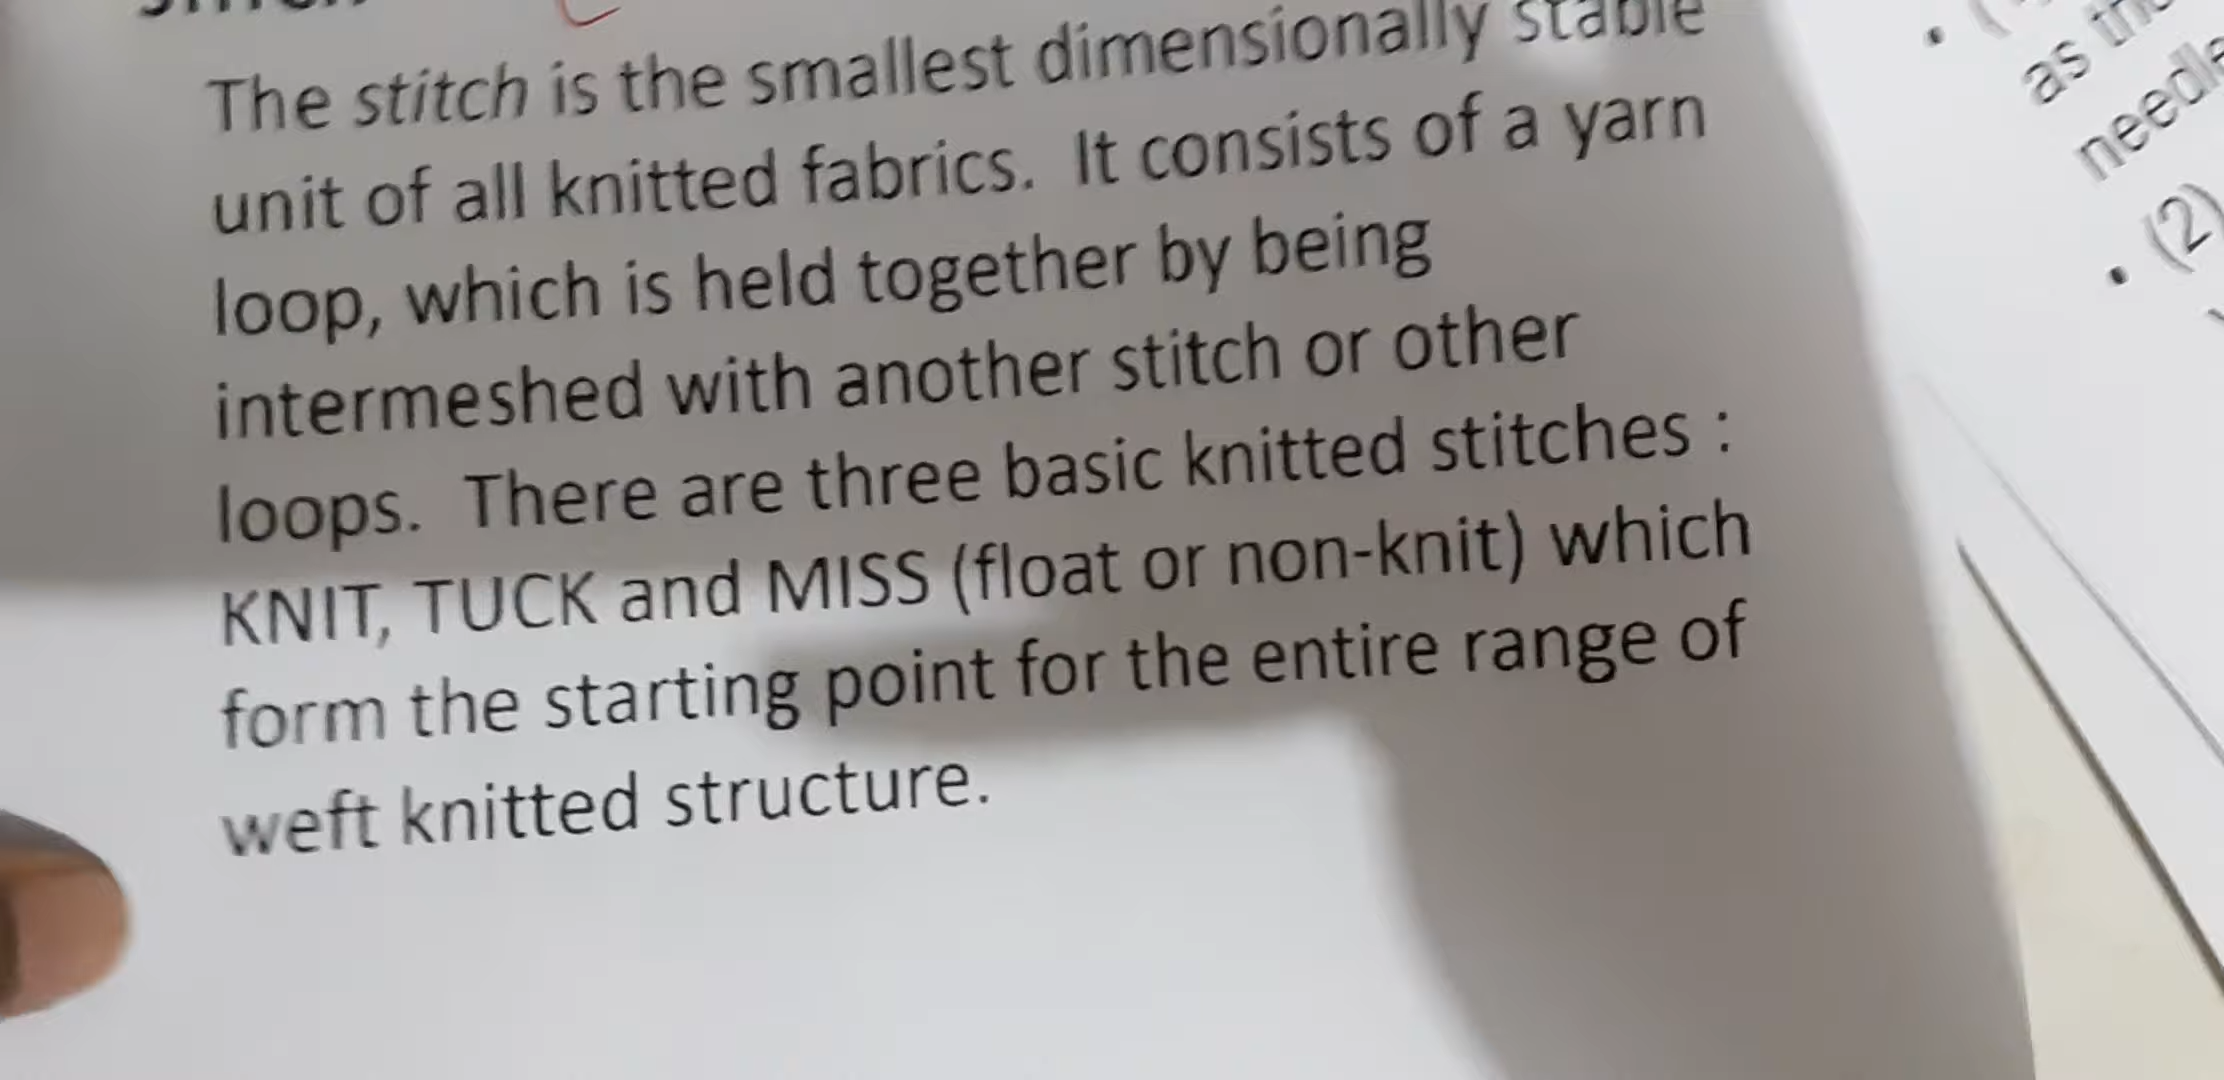 The stitch is the smallest dimensionally stable
unit of all knitted fabrics. It consists of a yarn
loop, which is held together by being
intermeshed with another stitch or other
loops. There are three basic knitted stitches :
KNIT, TUCK and MISS (float or non-knit) which
form the starting point for the entire range of
weft knitted structure.
as
(2)